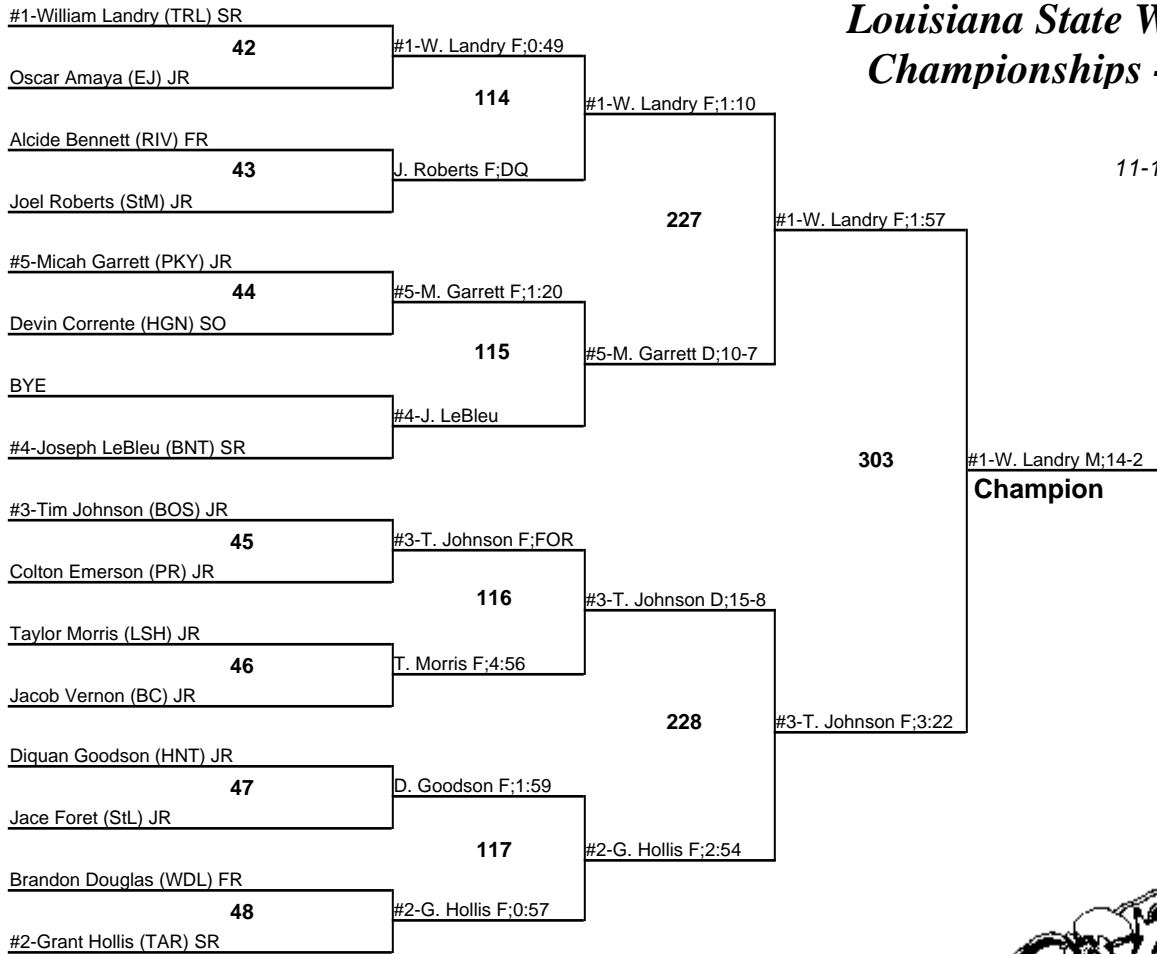 Louisiana State W
Championships -
11-1
#1-William Landry (TRL) SR
42
Oscar Amaya (EJ) JR
Alcide Bennett (RIV) FR
43
Joel Roberts (StM) JR
#5-Micah Garrett (PKY) JR
44
Devin Corrente (HGN) SO
BYE
#4-Joseph LeBleu (BNT) SR
#3-Tim Johnson (BOS) JR
45
Colton Emerson (PR) JR
Taylor Morris (LSH) JR
46
Jacob Vernon (BC) JR
Diquan Goodson (HNT) JR
47
Jace Foret (StL) JR
Brandon Douglas (WDL) FR
48
#2-Grant Hollis (TAR) SR
#1-W. Landry F;0:49
114
J. Roberts F;DQ
#5-M. Garrett F;1:20
115
#4-J. LeBleu
#3-T. Johnson F;FOR
116
T. Morris F;4:56
D. Goodson F;1:59
117
#2-G. Hollis F;0:57
#1-W. Landry F;1:10
227
#5-M. Garrett D;10-7
#3-T. Johnson D;15-8
228
#2-G. Hollis F;2:54
#1-W. Landry F;1:57
303
#3-T. Johnson F;3:22
#1-W. Landry M;14-2
Champion